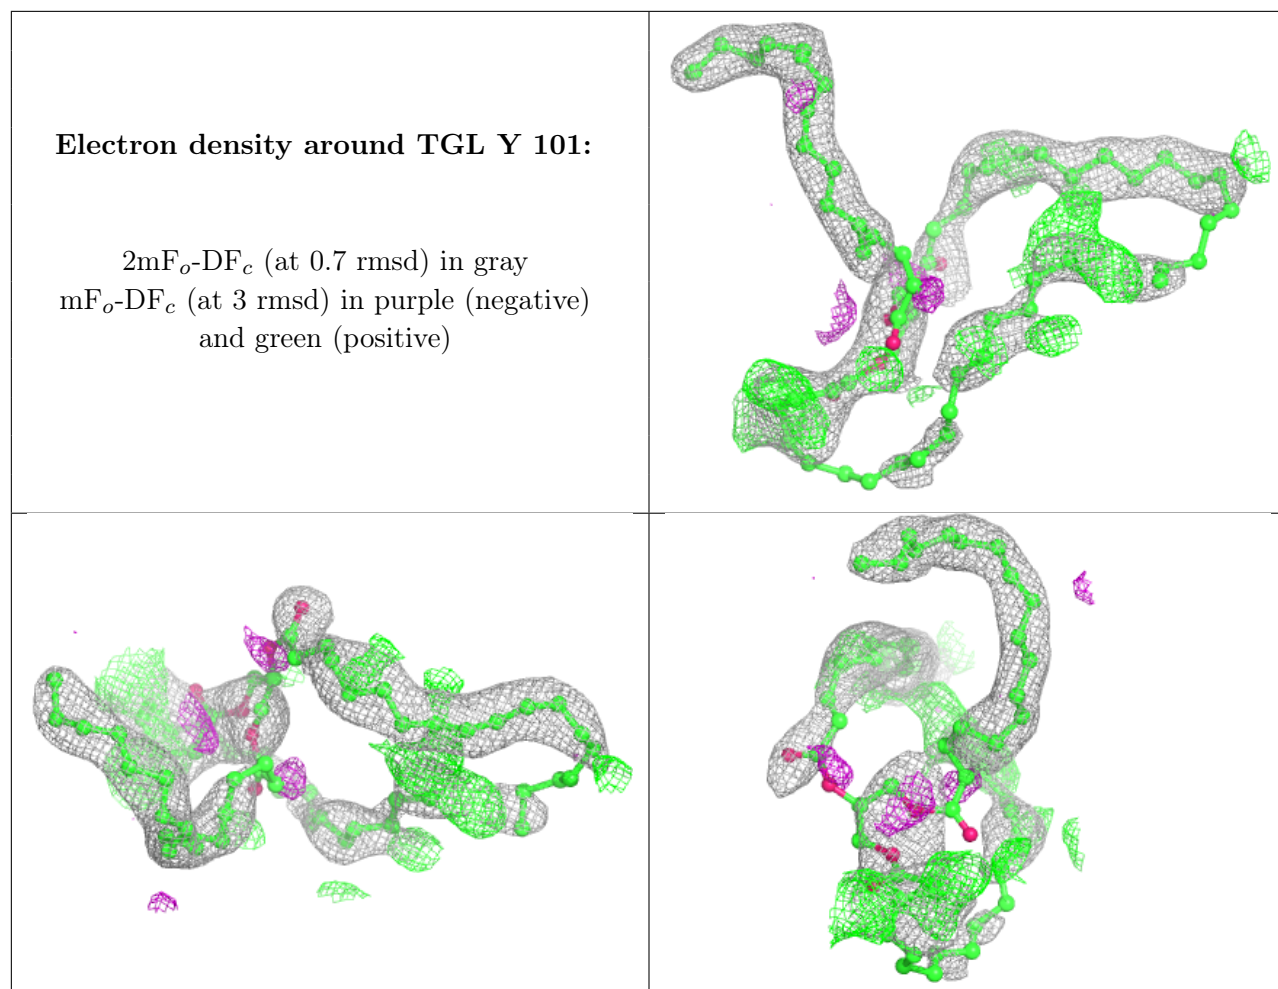 Electron density around TGL Y 101:
2mFo-DFc (at 0.7 rmsd) in gray
mFo-DFc (at 3 rmsd) in purple (negative)
and green (positive)